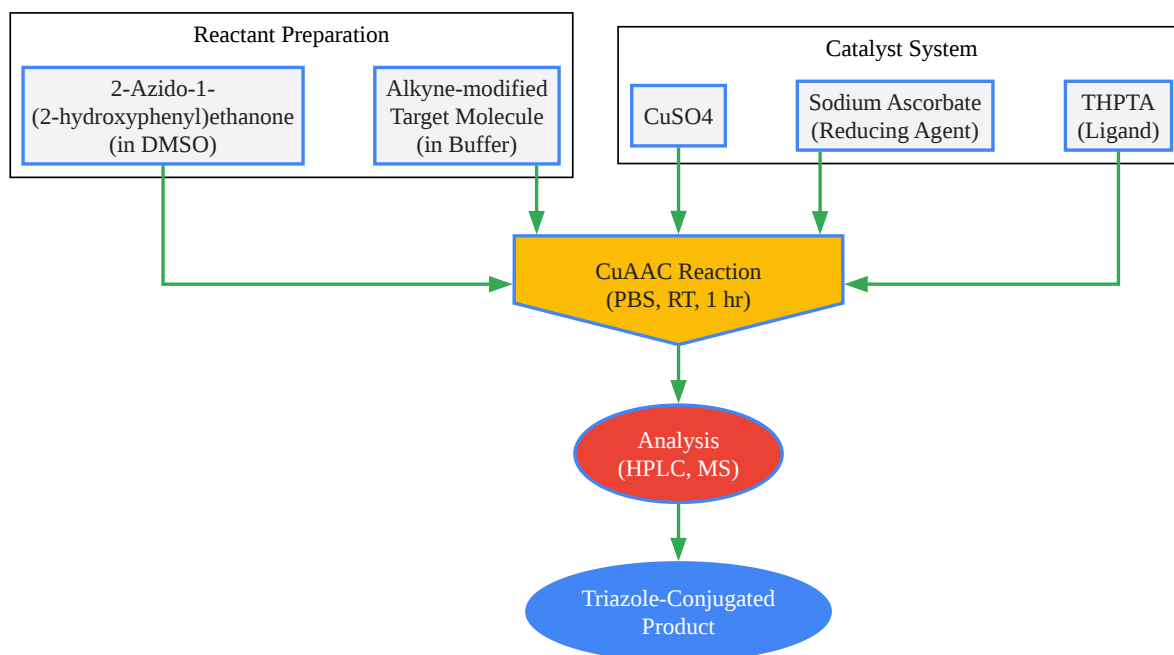 Reactant Preparation
2-Azido-1-
(2-hydroxyphenyl)ethanone
(in DMSO)
Alkyne-modified
Target Molecule
(in Buffer)
Catalyst System
CuSO4
Sodium Ascorbate
(Reducing Agent)
THPTA
(Ligand)
CuAAC Reaction
(PBS, RT, 1 hr)
Analysis
(HPLC, MS)
Triazole-Conjugated
Product